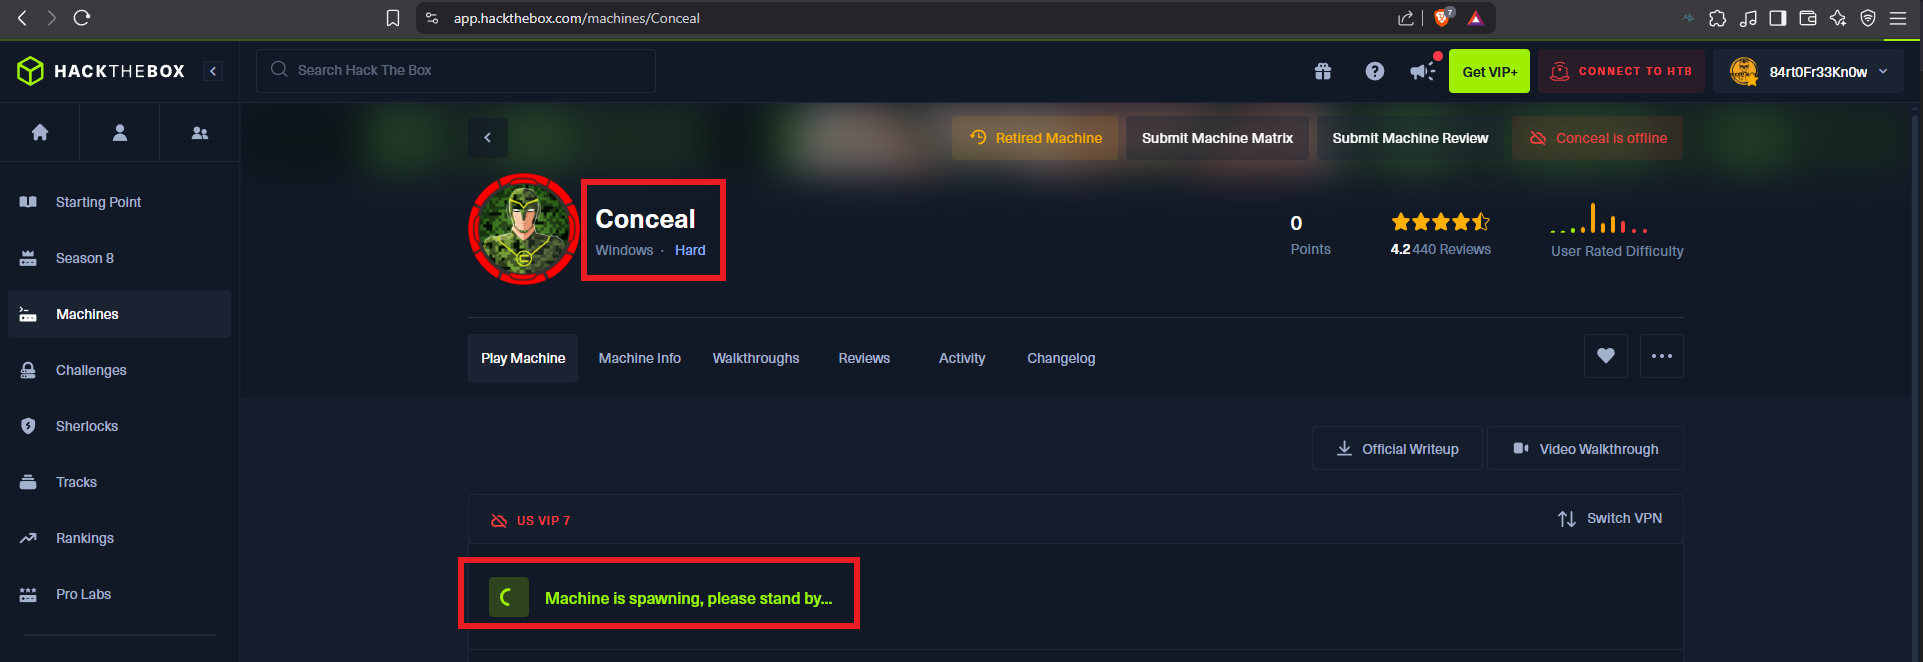 app.hackthebox.com/machines/Conceal
7
HACKTHEBOX
Search Hack The Box
Get VIP+
CONNECT TO HTB
84rt0Fr33Kn0w
Retired Machine
Submit Machine Matrix
Submit Machine Review
Conceal is offline
Starting Point
Season 8
Machines
Challenges
Sherlocks
Tracks
Rankings
Pro Labs
Conceal
Windows · Hard
0
Points
4.2 440 Reviews
User Rated Difficulty
Play Machine
Machine Info
Walkthroughs
Reviews
Activity
Changelog
Official Writeup
Video Walkthrough
US VIP 7
Switch VPN
Machine is spawning, please stand by...